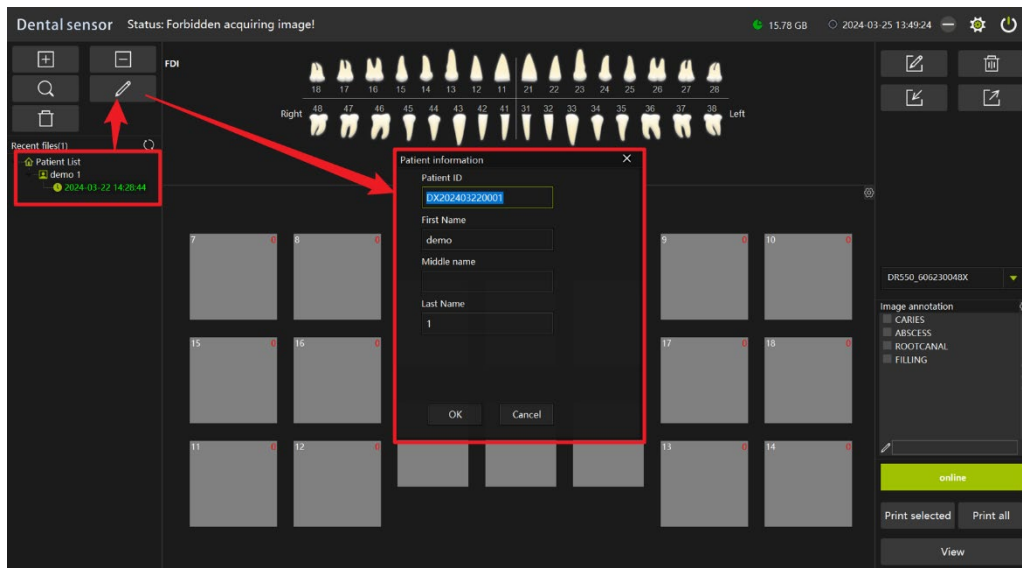 Dental sensor Status: Forbidden acquiring image! 15.78 GB 2024-03-25 13:49:24
FDI
18 17 16 15 14 13 12 11 21 22 23 24 25 26 27 28
Right 48 47 46 45 44 43 42 41 31 32 33 34 35 36 37 38 Left
Recent files(1)
Patient List
demo 1
2024-03-22 14:28:44
Patient information
Patient ID
DX202403220001
First Name
demo
Middle name
Last Name
1
OK Cancel
7 0 8 0 9 0 10 0
15 0 16 0 17 0 18 0
11 0 12 0 13 0 14 0
DR550_606230048X
Image annotation
CARIES
ABSCESS
ROOTCANAL
FILLING
online
Print selected Print all
View